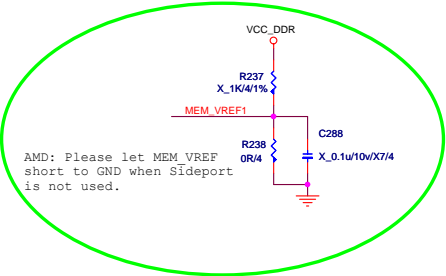 VCC_DDR
R237
X_1K/4/1%
MEM_VREF1
C288
R238
0R/4
X_0.1u/10v/X7/4
AMD: Please let MEM_VREF
short to GND when Sideport
is not used.